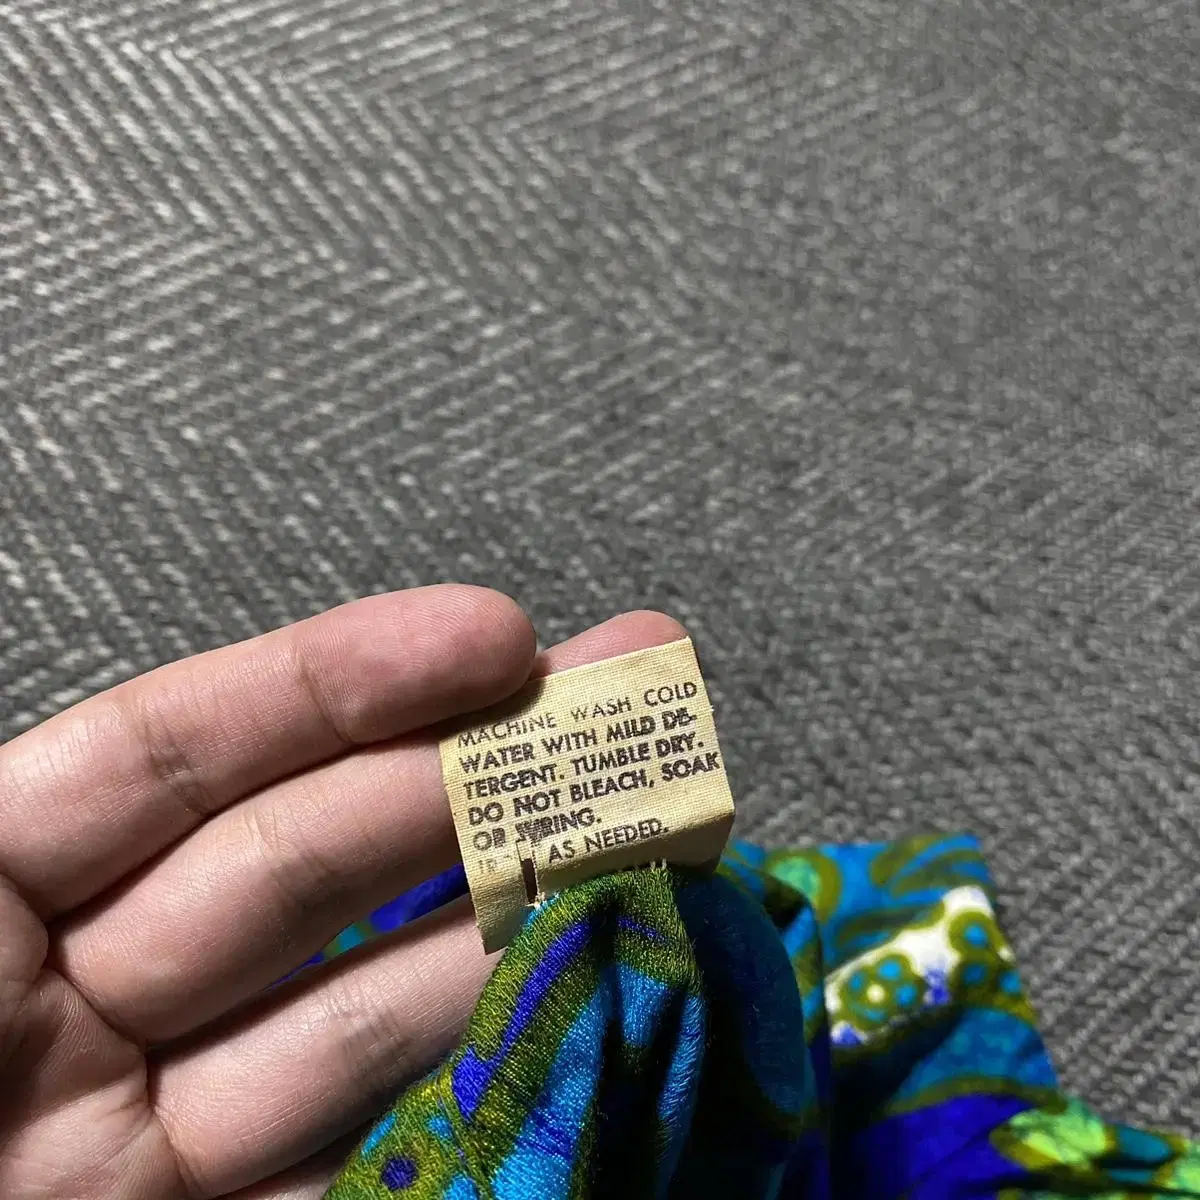 MACHINE WASH COLD
WATER WITH MILD DE-
TERGENT. TUMBLE DRY.
DO NOT BLEACH, SOAK
OR WRING.
AS NEEDED.